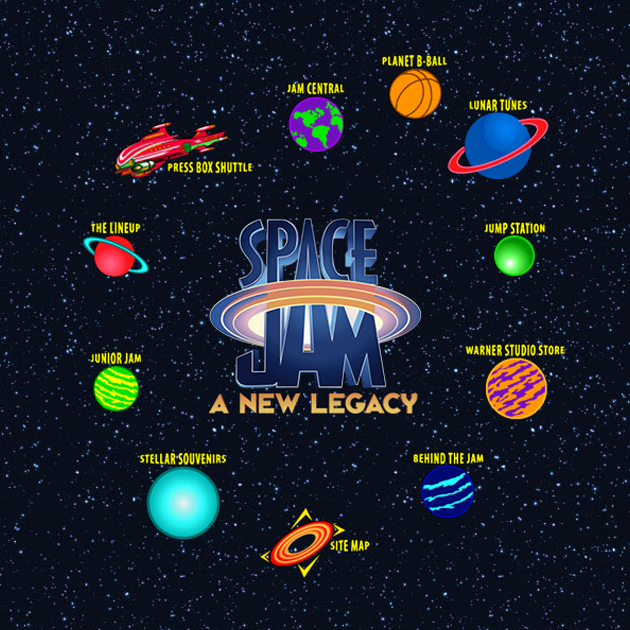 PLANET B-BALL
JAM CENTRAL
LUNAR TUNES
PRESS BOX SHUTTLE
THE LINEUP
JUMP STATION
SPACE
JAM
A NEW LEGACY
JUNIOR JAM
WARNER STUDIO STORE
STELLAR SOUVENIRS
BEHIND THE JAM
SITE MAP